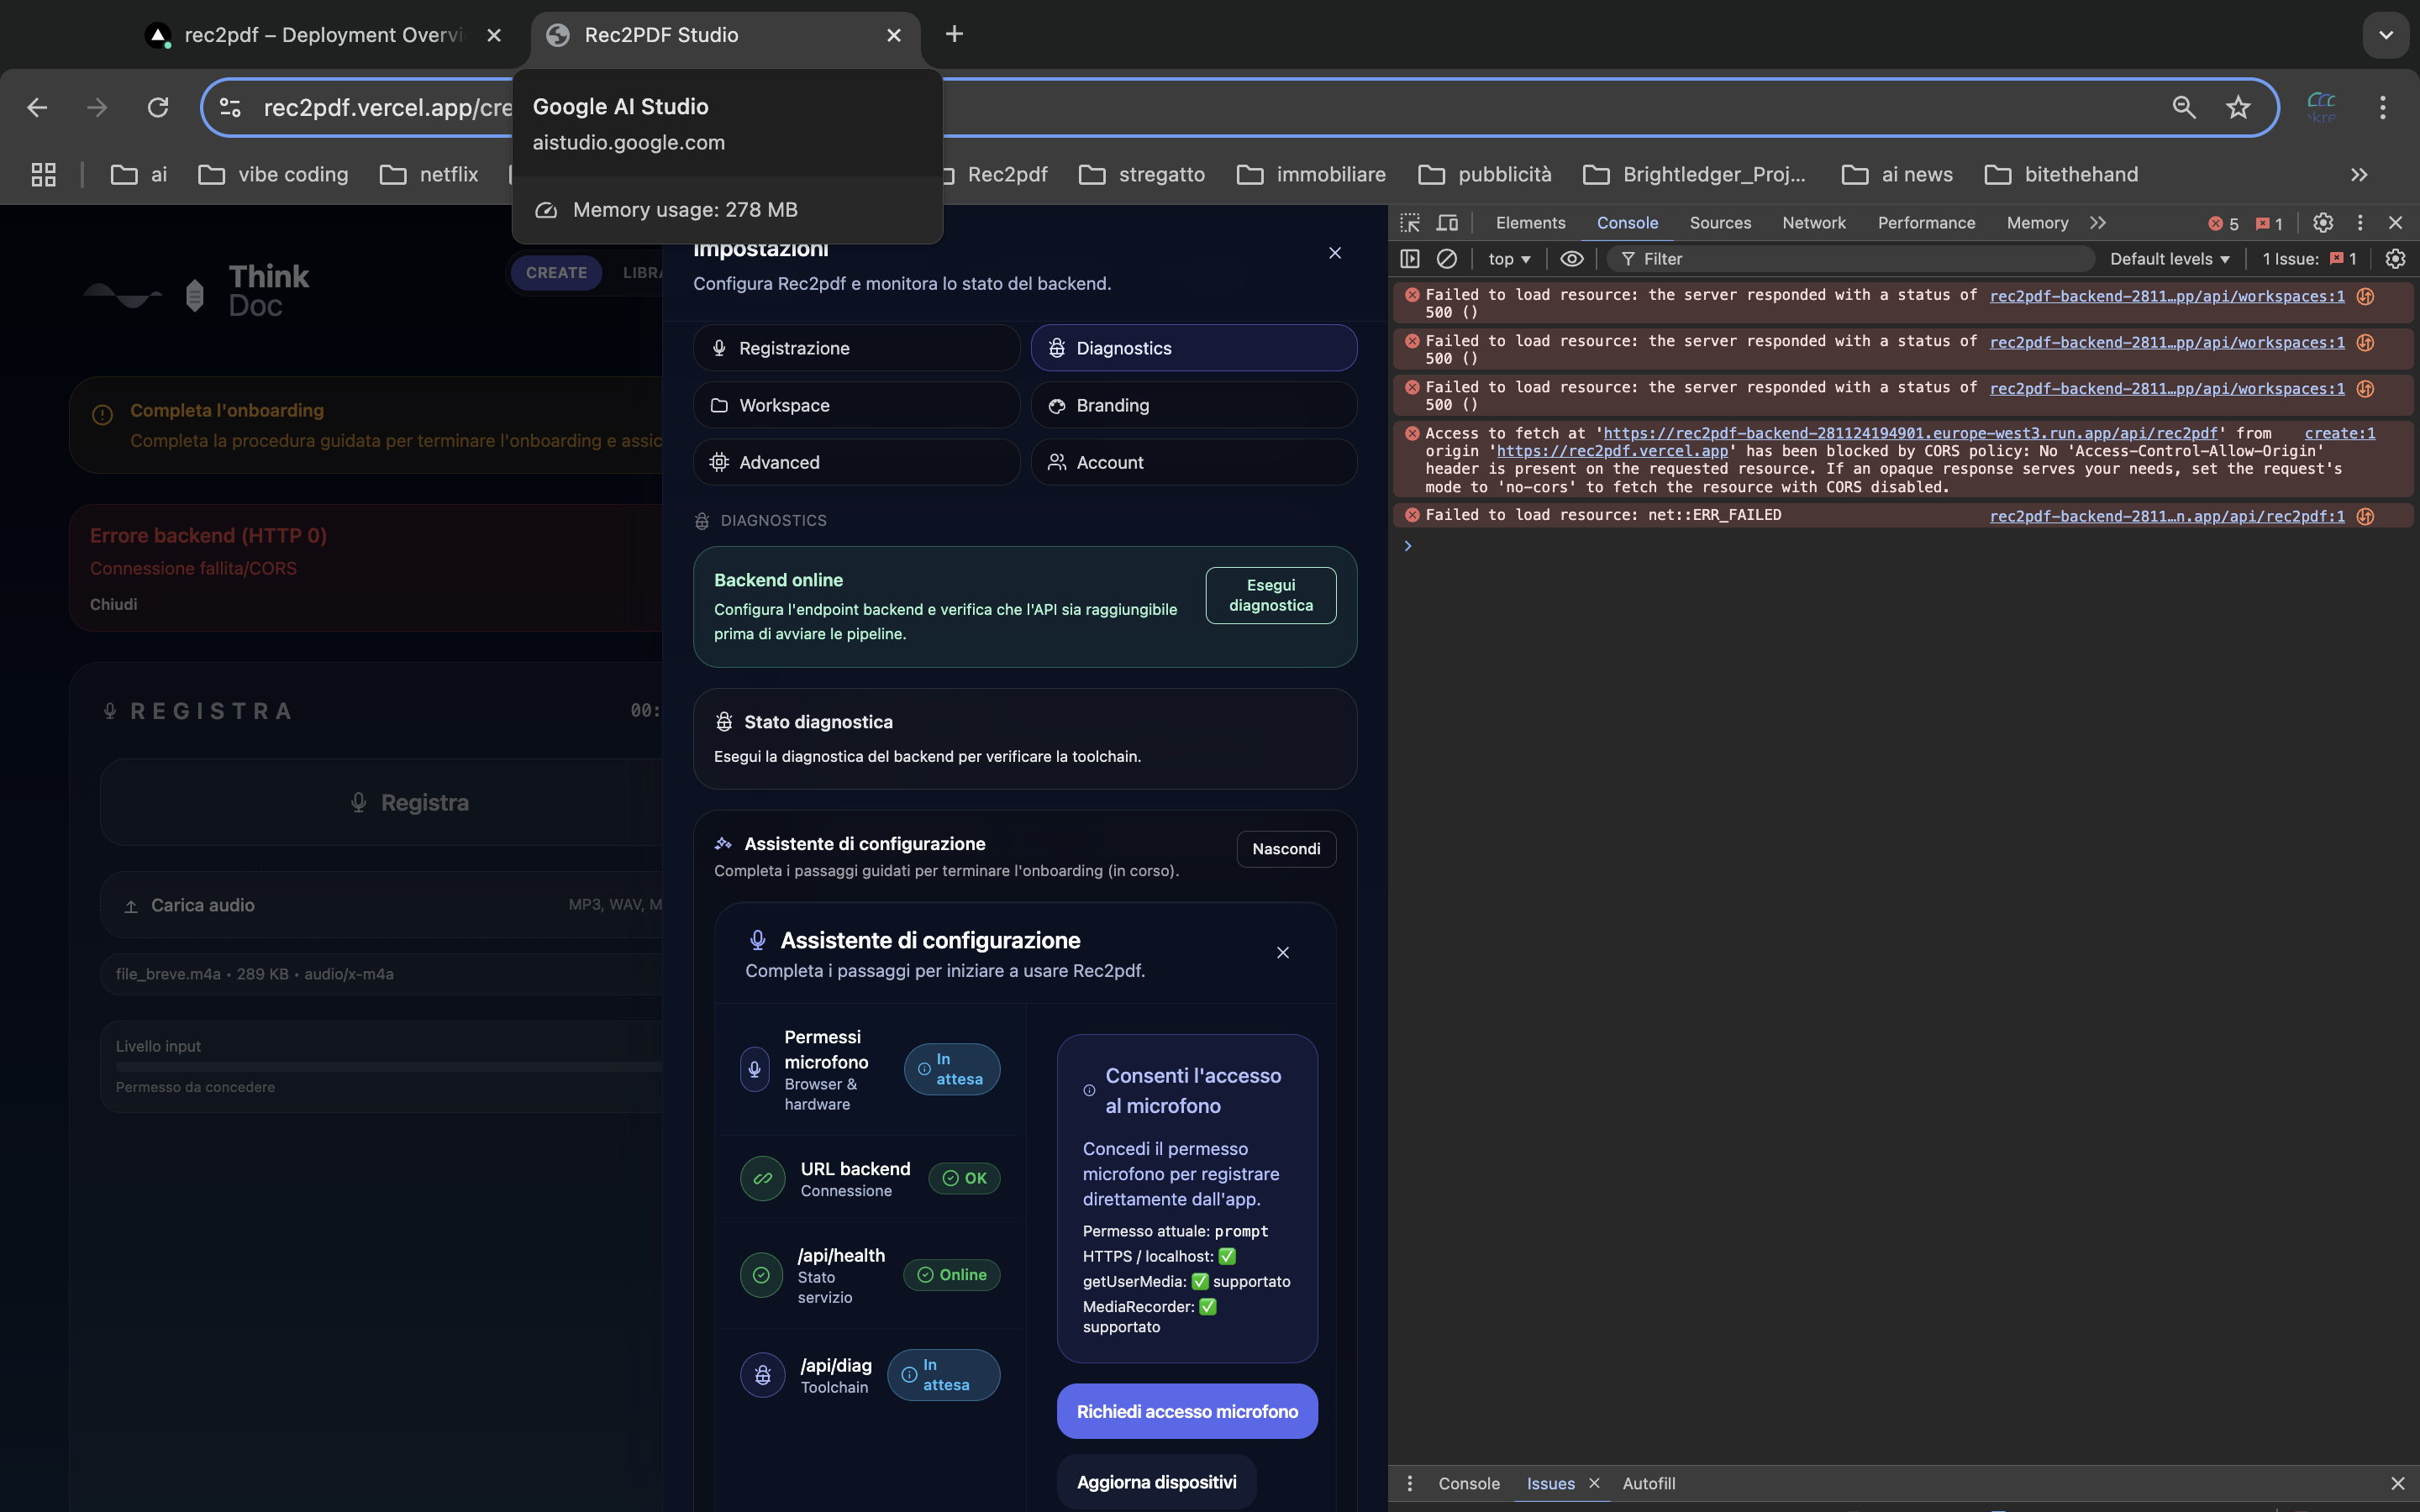 rec2pdf – Deployment Overvi
Rec2PDF Studio
rec2pdf.vercel.app/cre
Google AI Studio
aistudio.google.com
Memory usage: 278 MB
ai
vibe coding
netflix
Rec2pdf
stregatto
immobiliare
pubblicità
Brightledger_Proj...
ai news
bitethehand
Think
Doc
CREATE
LIBRA
Completa l'onboarding
Completa la procedura guidata per terminare l'onboarding e assic
Errore backend (HTTP 0)
Connessione fallita/CORS
Chiudi
REGISTRA
00:
Registra
Carica audio
MP3, WAV, M
file_breve.m4a • 289 KB • audio/x-m4a
Livello input
Permesso da concedere
Impostazioni
Configura Rec2pdf e monitora lo stato del backend.
Registrazione
Diagnostics
Workspace
Branding
Advanced
Account
DIAGNOSTICS
Backend online
Configura l'endpoint backend e verifica che l'API sia raggiungibile
prima di avviare le pipeline.
Esegui
diagnostica
Stato diagnostica
Esegui la diagnostica del backend per verificare la toolchain.
Assistente di configurazione
Completa i passaggi guidati per terminare l'onboarding (in corso).
Nascondi
Assistente di configurazione
Completa i passaggi per iniziare a usare Rec2pdf.
Permessi
microfono
Browser &
hardware
In
attesa
URL backend
Connessione
OK
/api/health
Stato
servizio
Online
/api/diag
Toolchain
In
attesa
Consenti l'accesso
al microfono
Concedi il permesso
microfono per registrare
direttamente dall'app.
Permesso attuale: prompt
HTTPS / localhost: ✅
getUserMedia: ✅ supportato
MediaRecorder: ✅
supportato
Richiedi accesso microfono
Aggiorna dispositivi
Elements
Console
Sources
Network
Performance
Memory
5
1
top
Filter
Default levels
1 Issue: 1
Failed to load resource: the server responded with a status of rec2pdf-backend-2811…pp/api/workspaces:1
500 ()
Failed to load resource: the server responded with a status of rec2pdf-backend-2811…pp/api/workspaces:1
500 ()
Failed to load resource: the server responded with a status of rec2pdf-backend-2811…pp/api/workspaces:1
500 ()
Access to fetch at 'https://rec2pdf-backend-281124194901.europe-west3.run.app/api/rec2pdf' from create:1
origin 'https://rec2pdf.vercel.app' has been blocked by CORS policy: No 'Access-Control-Allow-Origin'
header is present on the requested resource. If an opaque response serves your needs, set the request's
mode to 'no-cors' to fetch the resource with CORS disabled.
Failed to load resource: net::ERR_FAILED rec2pdf-backend-2811…n.app/api/rec2pdf:1
Console
Issues
Autofill